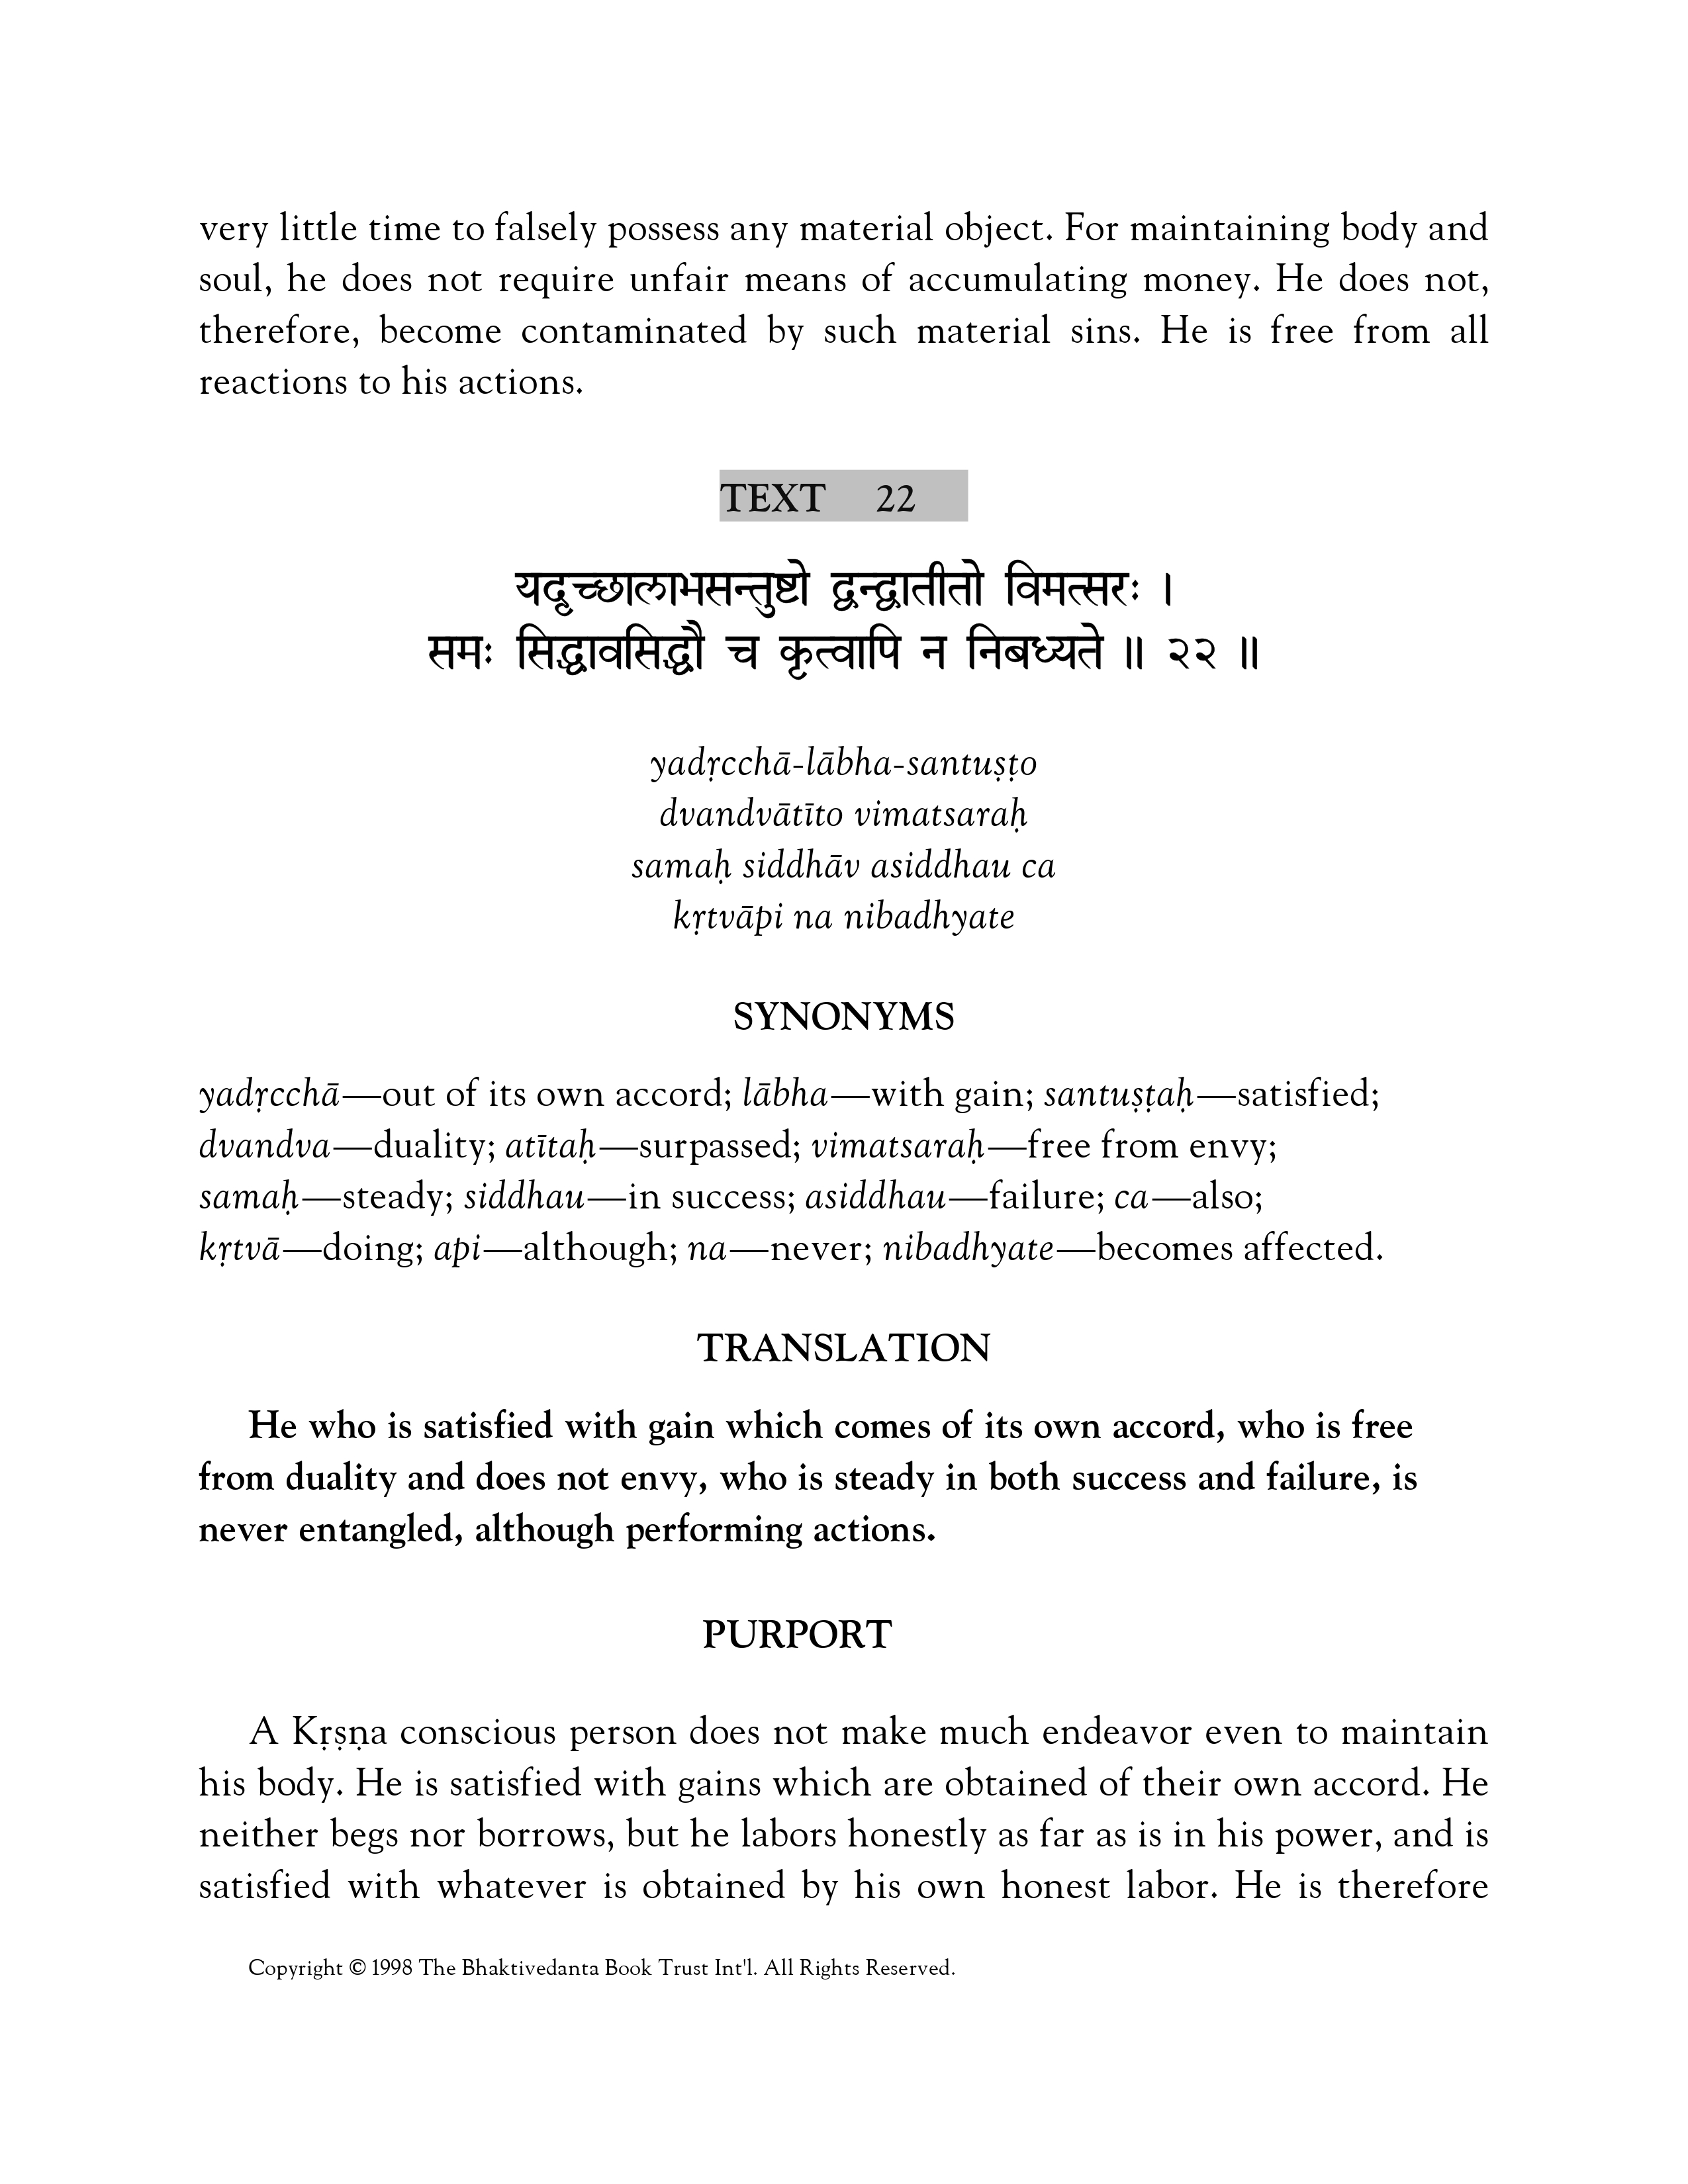 very little time to falsely possess any material object. For maintaining body and
soul, he does not require unfair means of accumulating money. He does not,
therefore, become contaminated by such material sins. He is free from all
reactions to his actions.
TEXT 22
यदृच्छालाभसन्तुष्टो द्वन्द्वातीतो विमत्सरः ।
समः सिद्धावसिद्धौ च कृत्वापि न निबध्यते ॥ २२ ॥
yadṛcchā-lābha-santuṣṭo
dvandvātīto vimatsaraḥ
samaḥ siddhāv asiddhau ca
kṛtvāpi na nibadhyate
SYNONYMS
yadṛcchā—out of its own accord; lābha—with gain; santuṣṭaḥ—satisfied;
dvandva—duality; atītaḥ—surpassed; vimatsaraḥ—free from envy;
samaḥ—steady; siddhau—in success; asiddhau—failure; ca—also;
kṛtvā—doing; api—although; na—never; nibadhyate—becomes affected.
TRANSLATION
He who is satisfied with gain which comes of its own accord, who is free
from duality and does not envy, who is steady in both success and failure, is
never entangled, although performing actions.
PURPORT
A Kṛṣṇa conscious person does not make much endeavor even to maintain
his body. He is satisfied with gains which are obtained of their own accord. He
neither begs nor borrows, but he labors honestly as far as is in his power, and is
satisfied with whatever is obtained by his own honest labor. He is therefore
Copyright © 1998 The Bhaktivedanta Book Trust Int'l. All Rights Reserved.